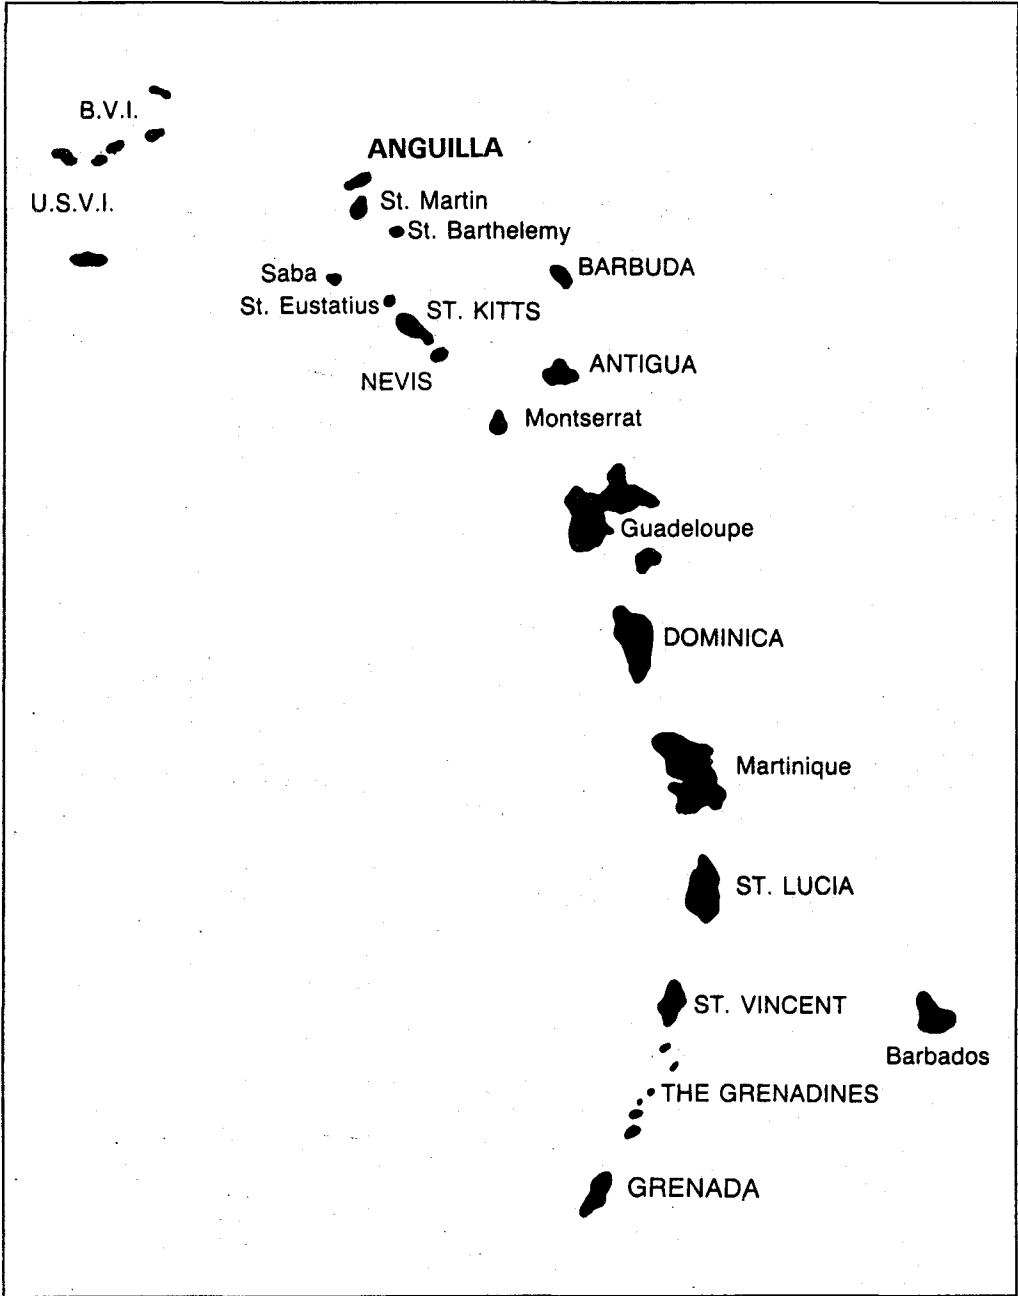 B.V.I.
ANGUILLA
U.S.V.I.
St. Martin
St. Barthelemy
Saba
BARBUDA
St. Eustatius
ST. KITTS
ANTIGUA
NEVIS
Montserrat
Guadeloupe
DOMINICA
Martinique
ST. LUCIA
ST. VINCENT
Barbados
THE GRENADINES
GRENADA